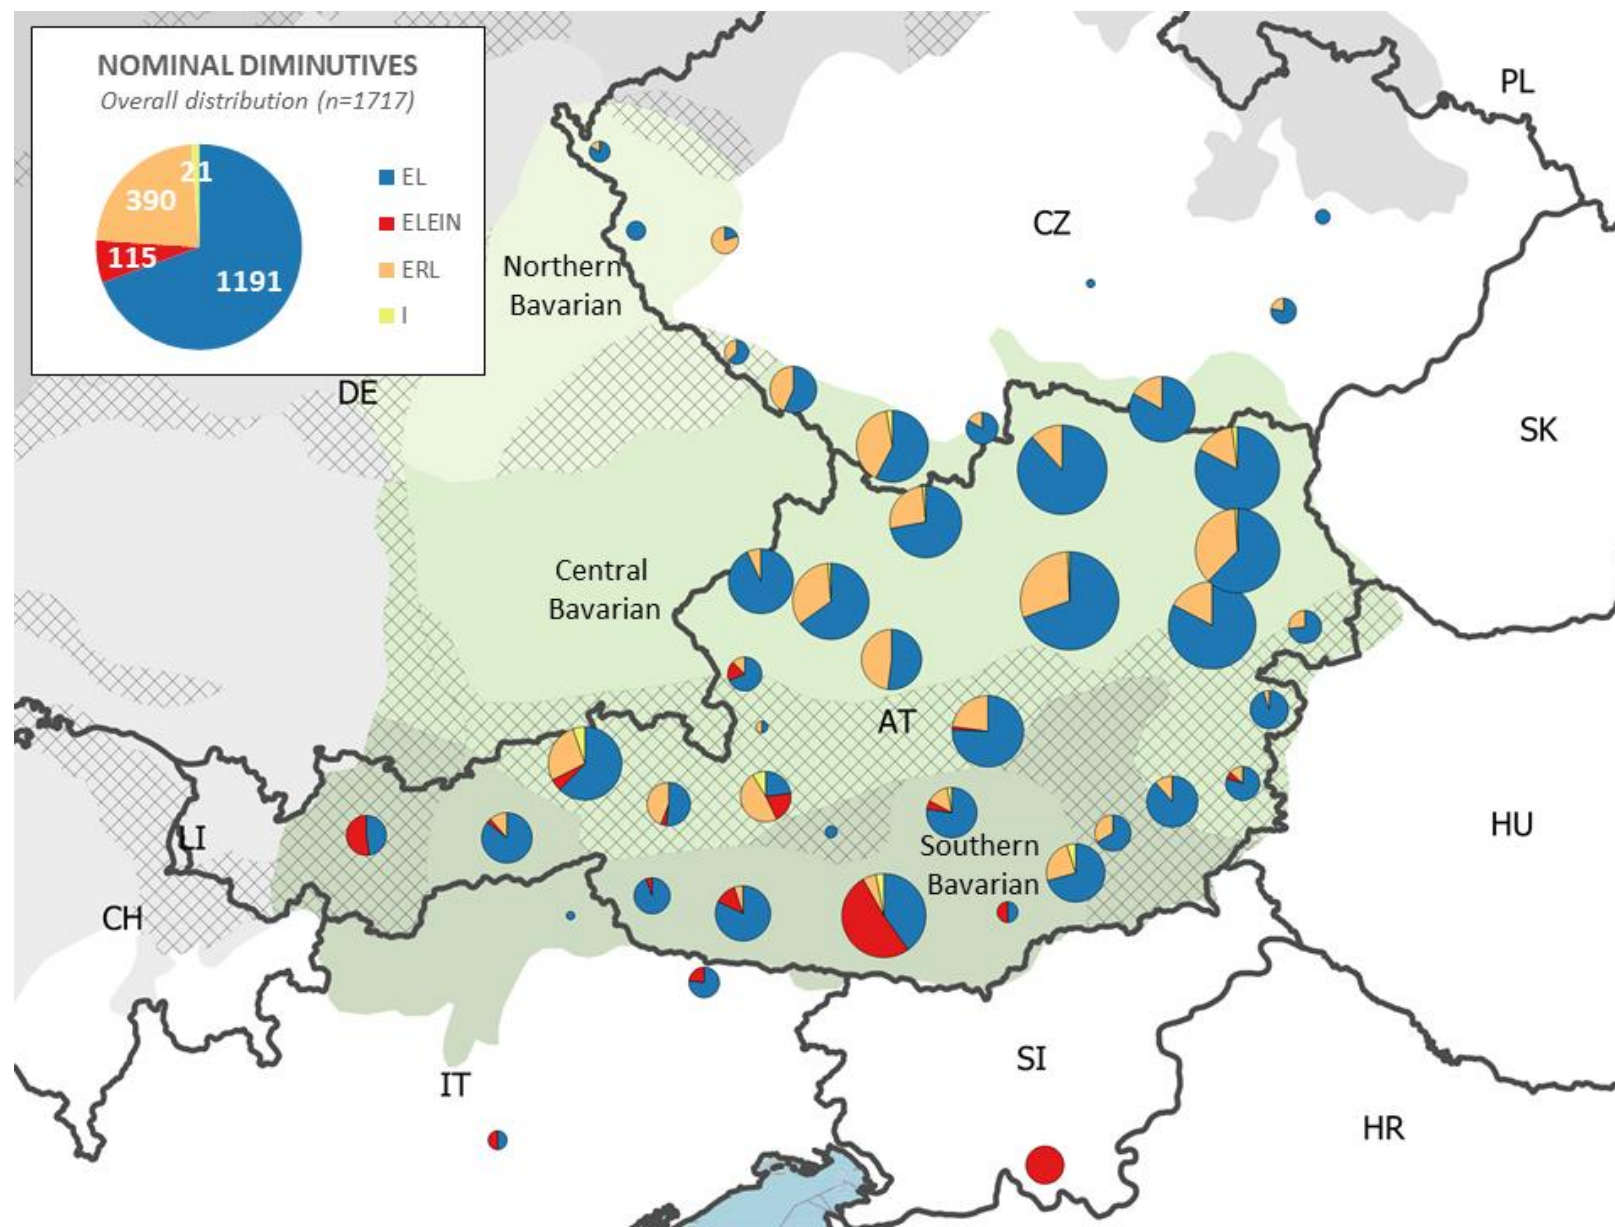 NOMINAL DIMINUTIVES
Overall distribution (n=1717)
21
390
115
1191
EL
ELEIN
ERL
I
PL
CZ
Northern
Bavarian
DE
SK
Central
Bavarian
AT
LI
HU
Southern
Bavarian
CH
SI
IT
HR